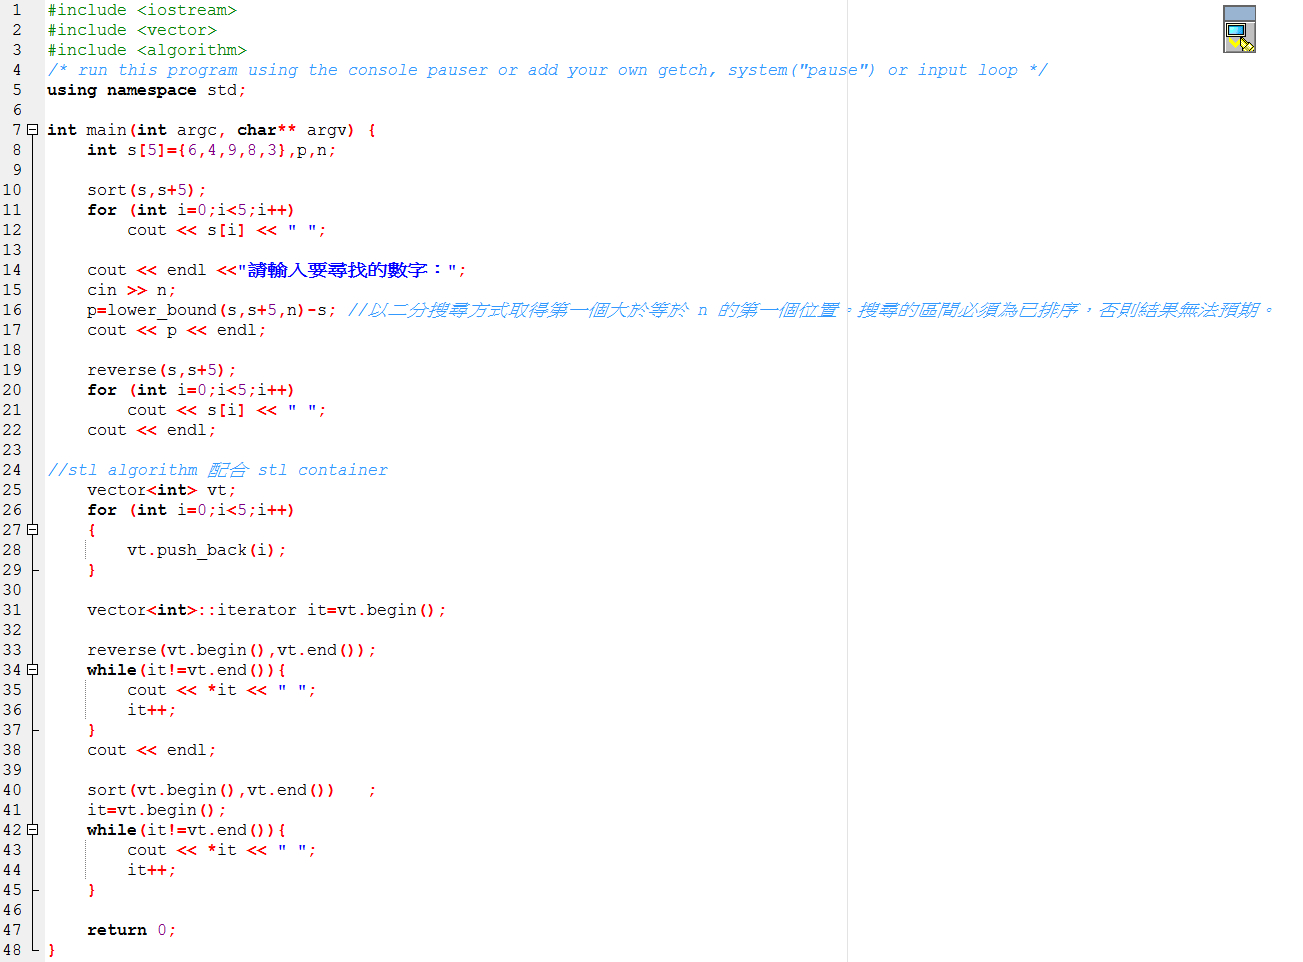 1 #include <iostream>
2 #include <vector>
3 #include <algorithm>
4 /* run this program using the console pauser or add your own getch, system("pause") or input loop */
5 using namespace std;
6
7 int main(int argc, char** argv) {
8     int s[5]={6,4,9,8,3},p,n;
9
10     sort(s,s+5);
11     for (int i=0;i<5;i++)
12         cout << s[i] << " ";
13
14     cout << endl <<"請輸入要尋找的數字：";
15     cin >> n;
16     p=lower_bound(s,s+5,n)-s; //以二分搜尋方式取得第一個大於等於 n 的第一個位置。搜尋的區間必須為已排序，否則結果無法預期。
17     cout << p << endl;
18
19     reverse(s,s+5);
20     for (int i=0;i<5;i++)
21         cout << s[i] << " ";
22     cout << endl;
23
24 //stl algorithm 配合 stl container
25     vector<int> vt;
26     for (int i=0;i<5;i++)
27     {
28         vt.push_back(i);
29     }
30
31     vector<int>::iterator it=vt.begin();
32
33     reverse(vt.begin(),vt.end());
34     while(it!=vt.end()){
35         cout << *it << " ";
36         it++;
37     }
38     cout << endl;
39
40     sort(vt.begin(),vt.end())   ;
41     it=vt.begin();
42     while(it!=vt.end()){
43         cout << *it << " ";
44         it++;
45     }
46
47     return 0;
48 }